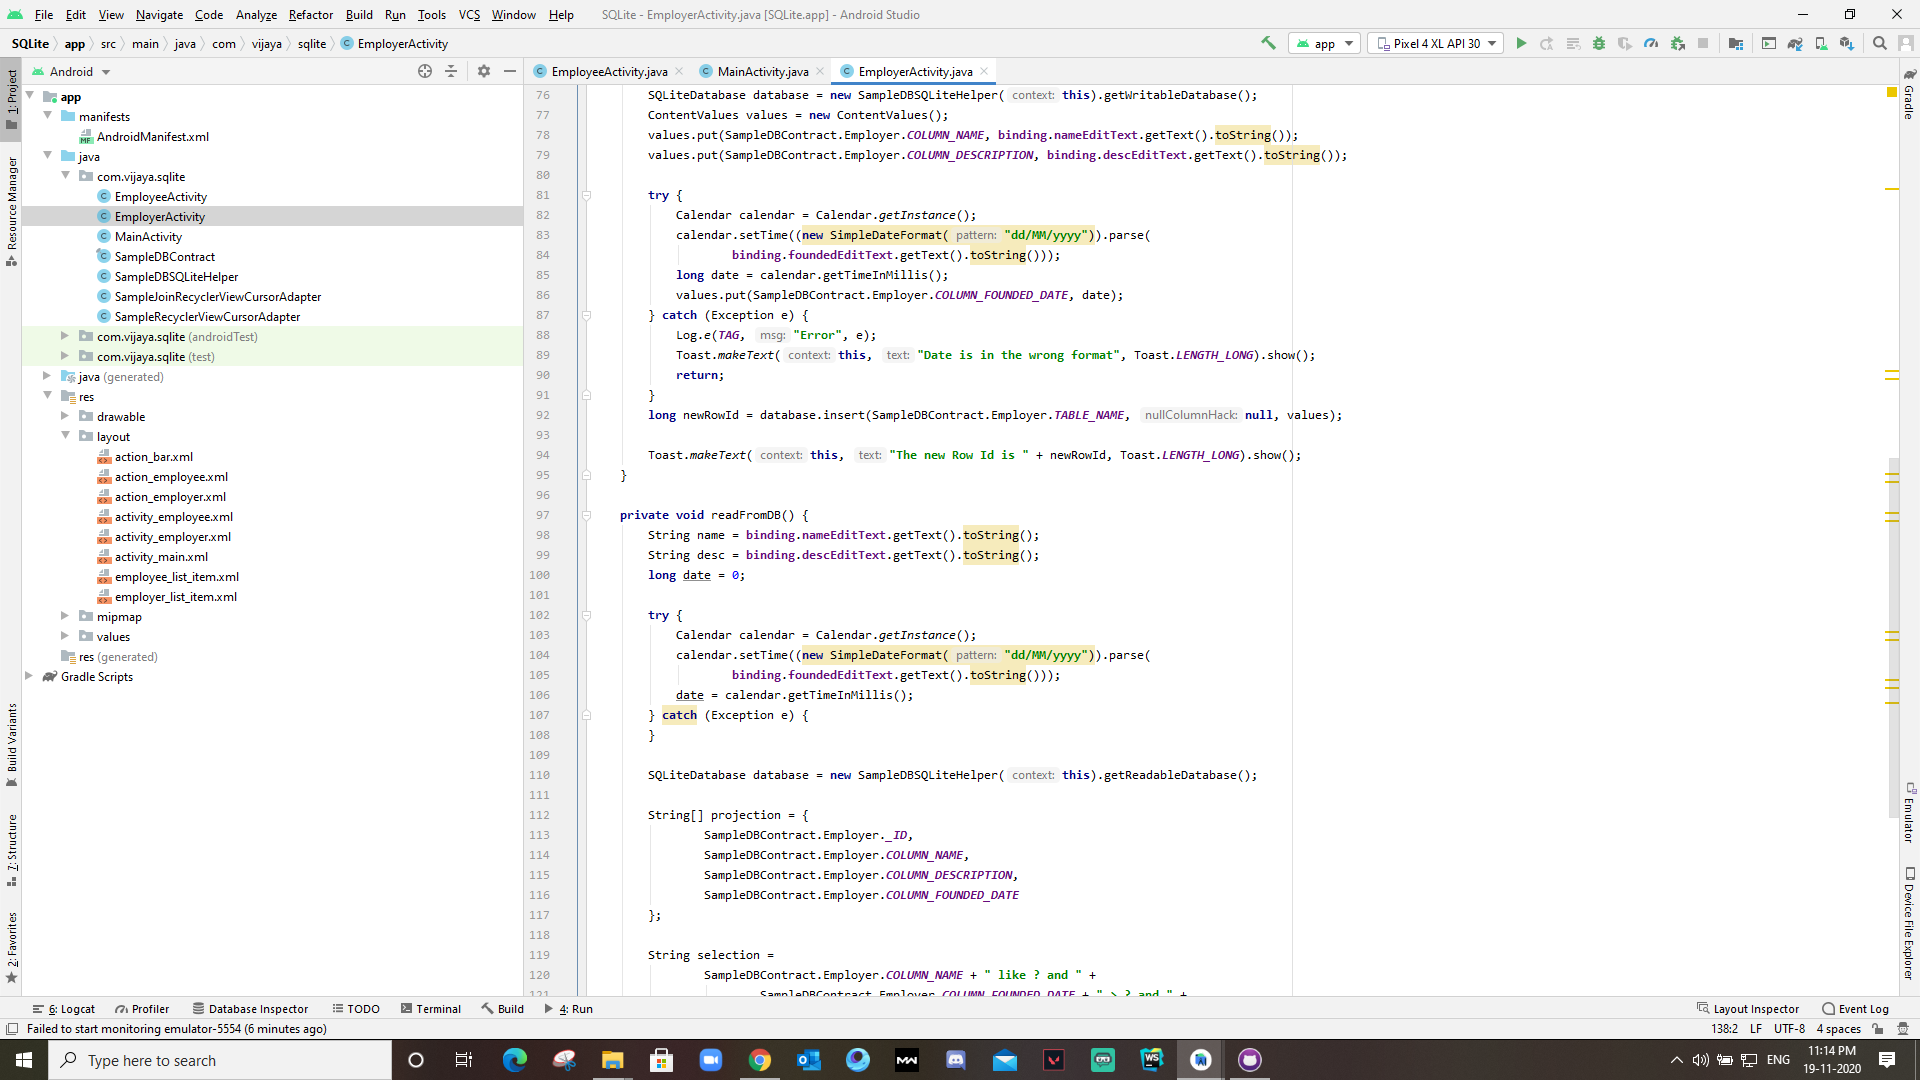 File Edit View Navigate Code Analyze Refactor Build Run Tools VCS Window Help SQLite - EmployerActivity.java [SQLite.app] - Android Studio
SQLite app src main java com vijaya sqlite EmployerActivity app Pixel 4 XL API 30
Android EmployeeActivity.java MainActivity.java EmployerActivity.java
1: Project
Resource Manager
Build Variants
7: Structure
2: Favorites
app
manifests
AndroidManifest.xml
java
com.vijaya.sqlite
EmployeeActivity
EmployerActivity
MainActivity
SampleDBContract
SampleDBSQLiteHelper
SampleJoinRecyclerViewCursorAdapter
SampleRecyclerViewCursorAdapter
com.vijaya.sqlite (androidTest)
com.vijaya.sqlite (test)
java (generated)
res
drawable
layout
action_bar.xml
action_employee.xml
action_employer.xml
activity_employee.xml
activity_employer.xml
activity_main.xml
employee_list_item.xml
employer_list_item.xml
mipmap
values
res (generated)
Gradle Scripts
76 SQLiteDatabase database = new SampleDBSQLiteHelper( context: this).getWritableDatabase();
77 ContentValues values = new ContentValues();
78 values.put(SampleDBContract.Employer.COLUMN_NAME, binding.nameEditText.getText().toString());
79 values.put(SampleDBContract.Employer.COLUMN_DESCRIPTION, binding.descEditText.getText().toString());
80
81 try {
82 Calendar calendar = Calendar.getInstance();
83 calendar.setTime((new SimpleDateFormat( pattern: "dd/MM/yyyy")).parse(
84 binding.foundedEditText.getText().toString()));
85 long date = calendar.getTimeInMillis();
86 values.put(SampleDBContract.Employer.COLUMN_FOUNDED_DATE, date);
87 } catch (Exception e) {
88 Log.e(TAG, msg: "Error", e);
89 Toast.makeText( context: this, text: "Date is in the wrong format", Toast.LENGTH_LONG).show();
90 return;
91 }
92 long newRowId = database.insert(SampleDBContract.Employer.TABLE_NAME, nullColumnHack: null, values);
93
94 Toast.makeText( context: this, text: "The new Row Id is " + newRowId, Toast.LENGTH_LONG).show();
95 }
96
97 private void readFromDB() {
98 String name = binding.nameEditText.getText().toString();
99 String desc = binding.descEditText.getText().toString();
100 long date = 0;
101
102 try {
103 Calendar calendar = Calendar.getInstance();
104 calendar.setTime((new SimpleDateFormat( pattern: "dd/MM/yyyy")).parse(
105 binding.foundedEditText.getText().toString()));
106 date = calendar.getTimeInMillis();
107 } catch (Exception e) {
108 }
109
110 SQLiteDatabase database = new SampleDBSQLiteHelper( context: this).getReadableDatabase();
111
112 String[] projection = {
113 SampleDBContract.Employer._ID,
114 SampleDBContract.Employer.COLUMN_NAME,
115 SampleDBContract.Employer.COLUMN_DESCRIPTION,
116 SampleDBContract.Employer.COLUMN_FOUNDED_DATE
117 };
118
119 String selection =
120 SampleDBContract.Employer.COLUMN_NAME + " like ? and " +
121 SampleDBContract.Employer.COLUMN_FOUNDED_DATE + " > ? and " +
Gradle
Emulator
Device File Explorer
6: Logcat Profiler Database Inspector TODO Terminal Build 4: Run Layout Inspector Event Log
Failed to start monitoring emulator-5554 (6 minutes ago) 138:2 LF UTF-8 4 spaces
Type here to search ENG 11:14 PM
19-11-2020